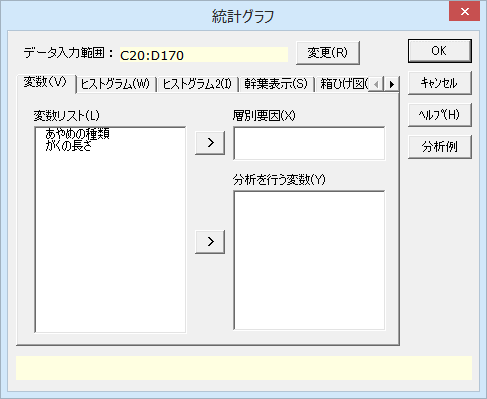 統計グラフ
データ入力範囲： C20:D170 変更(R)
OK
キャンセル
ヘルプ(H)
分析例
変数(V) ヒストグラム(W) ヒストグラム2(I) 幹葉表示(S) 箱ひげ図(
変数リスト(L)
あやめの種類
がくの長さ
>
層別要因(X)
>
分析を行う変数(Y)